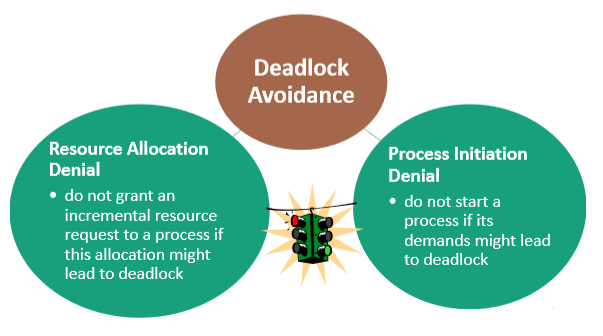 Deadlock
Avoidance
Resource Allocation
Denial
• do not grant an
incremental resource
request to a process if
this allocation might
lead to deadlock
Process Initiation
Denial
• do not start a
process if its
demands might lead
to deadlock